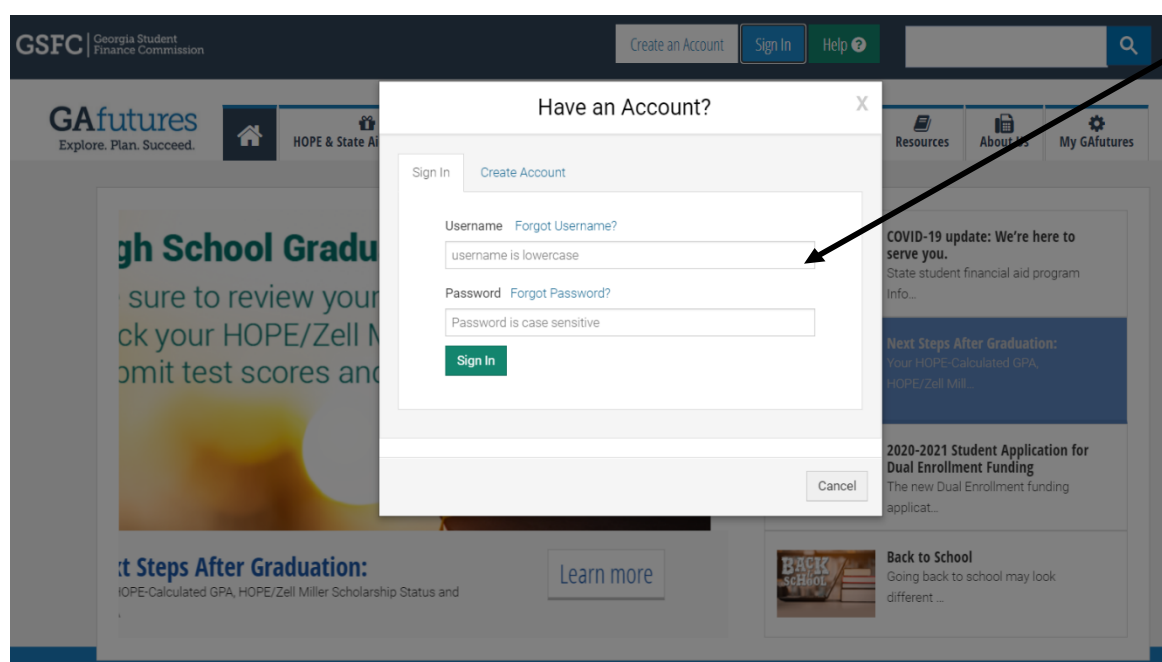 GSFC Georgia Student
Finance Commission
Create an Account
Sign In
Help
GAfutures
Explore. Plan. Succeed.
HOPE & State Ai
Resources
About Us
My GAfutures
Have an Account?
X
Sign In
Create Account
Username Forgot Username?
username is lowercase
Password Forgot Password?
Password is case sensitive
Sign In
Cancel
gh School Gradu
sure to review your
ck your HOPE/Zell M
bmit test scores and
COVID-19 update: We're here to
serve you.
State student financial aid program
Info...
Next Steps After Graduation:
Your HOPE-Calculated GPA,
HOPE/Zell Mill...
2020-2021 Student Application for
Dual Enrollment Funding
The new Dual Enrollment funding
applicat...
xt Steps After Graduation:
HOPE-Calculated GPA, HOPE/Zell Miller Scholarship Status and
Learn more
BACK
to
SCHOOL
Back to School
Going back to school may look
different ...